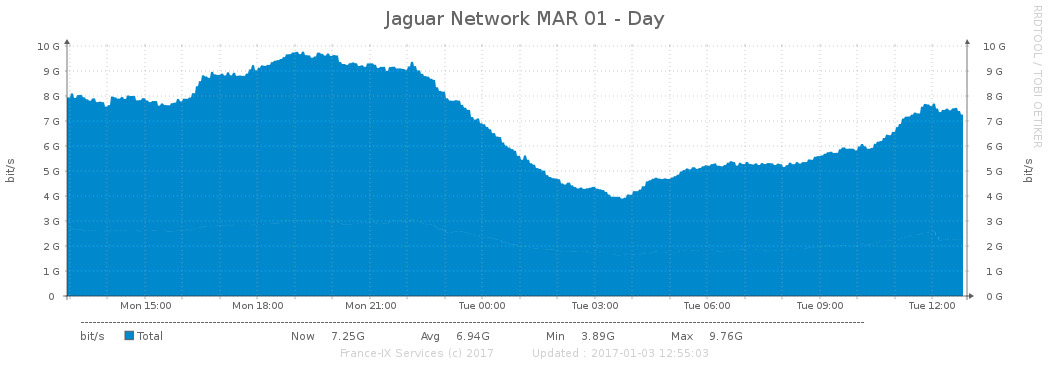 Jaguar Network MAR 01 - Day
RRDTOOL / TOBI OETIKER
bit/s
10 G 10 G
9 G 9 G
8 G 8 G
7 G 7 G
6 G 6 G
5 G 5 G
4 G 4 G
3 G 3 G
2 G 2 G
1 G 1 G
0 0 G
bit/s
Mon 15:00 Mon 18:00 Mon 21:00 Tue 00:00 Tue 03:00 Tue 06:00 Tue 09:00 Tue 12:00
bit/s Total Now 7.25G Avg 6.94G Min 3.89G Max 9.76G
France-IX Services (c) 2017 Updated : 2017-01-03 12:55:03